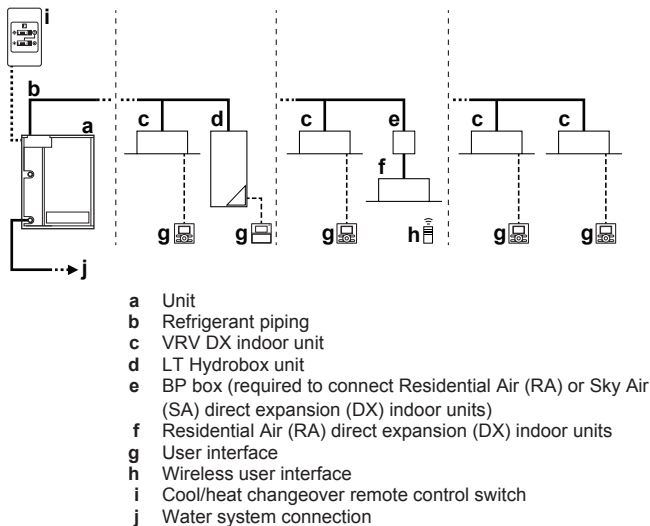 i
b
a
c
d
c
e
c
c
f
g
g
g
h
g
g
j
a Unit
b Refrigerant piping
c VRV DX indoor unit
d LT Hydrobox unit
e BP box (required to connect Residential Air (RA) or Sky Air
(SA) direct expansion (DX) indoor units)
f Residential Air (RA) direct expansion (DX) indoor units
g User interface
h Wireless user interface
i Cool/heat changeover remote control switch
j Water system connection